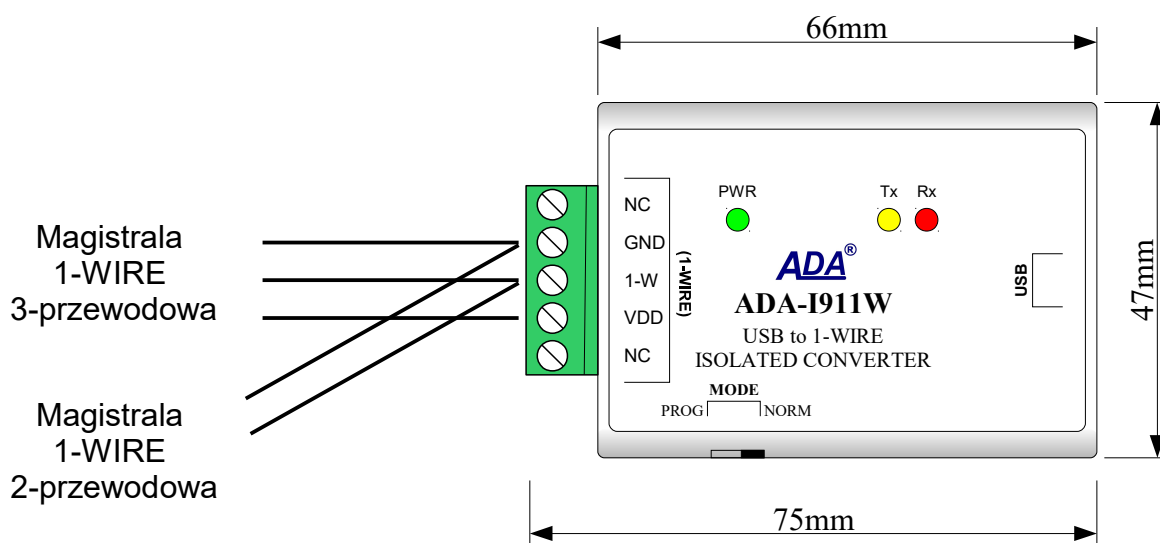 66mm
Magistrala
1-WIRE
3-przewodowa
Magistrala
1-WIRE
2-przewodowa
NC
GND
1-W
VDD
NC
(1-WIRE)
PWR
Tx Rx
ADA®
ADA-I911W
USB to 1-WIRE
ISOLATED CONVERTER
MODE
PROG NORM
USB
47mm
75mm